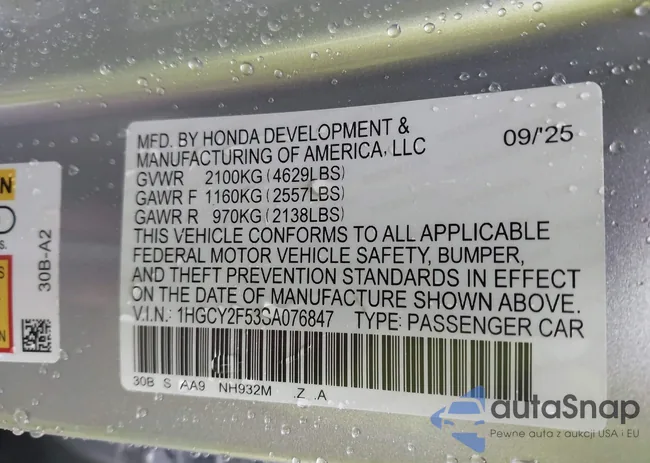 MFD. BY HONDA DEVELOPMENT &
MANUFACTURING OF AMERICA, LLC
09/'25
GVWR 2100KG (4629LBS)
GAWR F 1160KG (2557LBS)
GAWR R 970KG (2138LBS)
THIS VEHICLE CONFORMS TO ALL APPLICABLE
FEDERAL MOTOR VEHICLE SAFETY, BUMPER,
AND THEFT PREVENTION STANDARDS IN EFFECT
ON THE DATE OF MANUFACTURE SHOWN ABOVE.
V.I.N.: 1HGCY2F53SA076847 TYPE: PASSENGER CAR
30B S AA9 NH932M .Z .A
30B-A2
autaSnap
Pewne auta z aukcji USA i EU